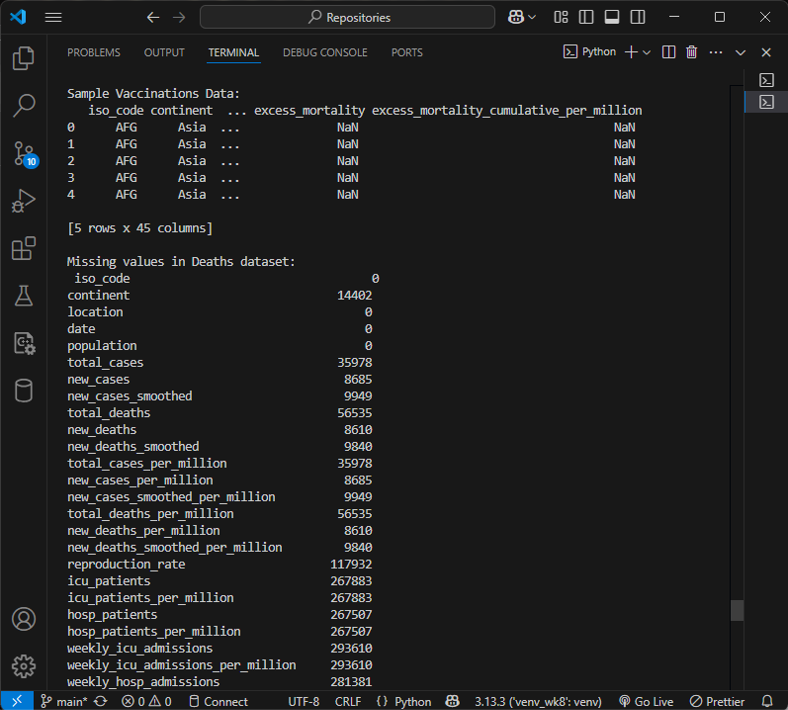 Repositories
PROBLEMS OUTPUT TERMINAL DEBUG CONSOLE PORTS Python
Sample Vaccinations Data:
iso_code continent ... excess_mortality excess_mortality_cumulative_per_million
0 AFG Asia ... NaN NaN
1 AFG Asia ... NaN NaN
2 AFG Asia ... NaN NaN
3 AFG Asia ... NaN NaN
4 AFG Asia ... NaN NaN
[5 rows x 45 columns]
Missing values in Deaths dataset:
iso_code 0
continent 14402
location 0
date 0
population 0
total_cases 35978
new_cases 8685
new_cases_smoothed 9949
total_deaths 56535
new_deaths 8610
new_deaths_smoothed 9840
total_cases_per_million 35978
new_cases_per_million 8685
new_cases_smoothed_per_million 9949
total_deaths_per_million 56535
new_deaths_per_million 8610
new_deaths_smoothed_per_million 9840
reproduction_rate 117932
icu_patients 267883
icu_patients_per_million 267883
hosp_patients 267507
hosp_patients_per_million 267507
weekly_icu_admissions 293610
weekly_icu_admissions_per_million 293610
weekly_hosp_admissions 281381
10
main* 0 0 Connect UTF-8 CRLF {} Python 3.13.3 ('venv_wk8': venv) Go Live Prettier